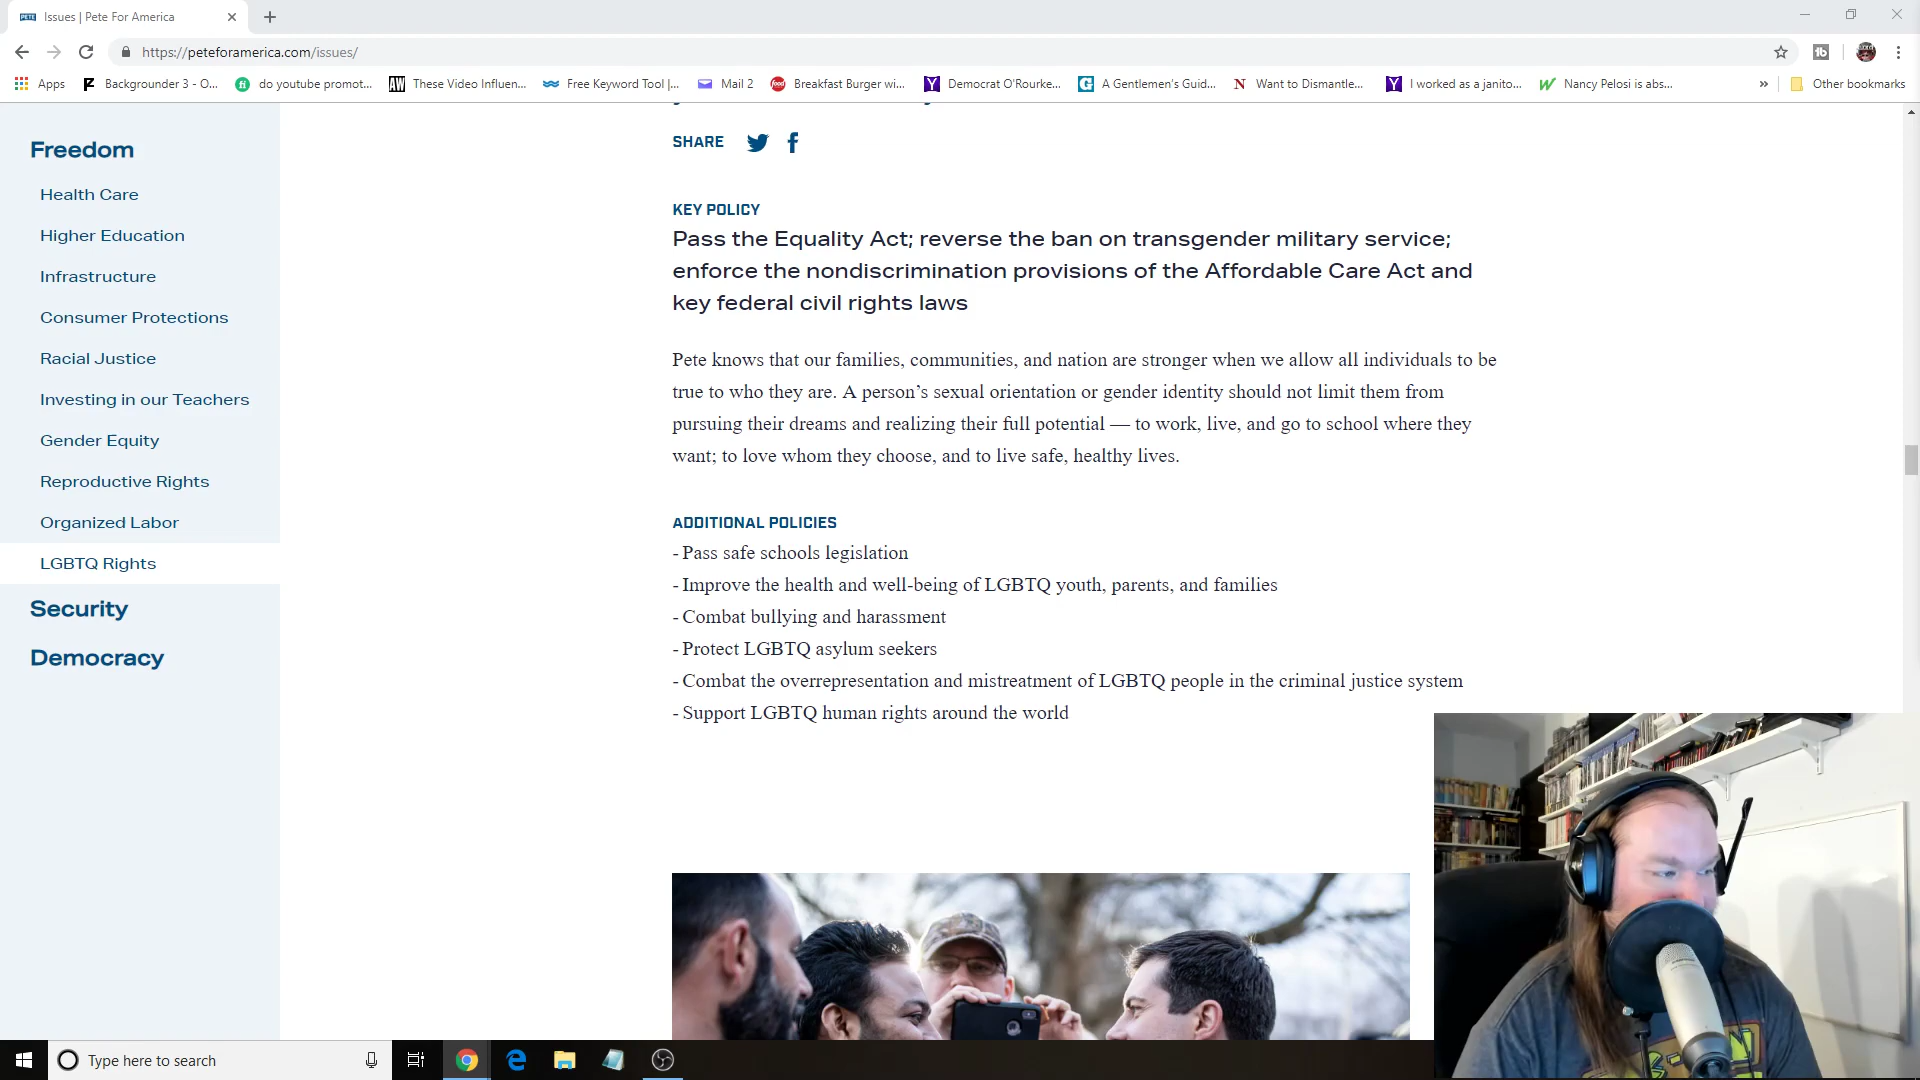 PETE Issues | Pete For America
https://peteforamerica.com/issues/
Apps Backgrounder 3 - O... do youtube promot... These Video Influen... Free Keyword Tool |... Mail 2 Breakfast Burger wi... Democrat O'Rourke... A Gentlemen's Guid... Want to Dismantle... I worked as a janito... Nancy Pelosi is abs... » Other bookmarks
Freedom
Health Care
Higher Education
Infrastructure
Consumer Protections
Racial Justice
Investing in our Teachers
Gender Equity
Reproductive Rights
Organized Labor
LGBTQ Rights
Security
Democracy
SHARE
KEY POLICY
Pass the Equality Act; reverse the ban on transgender military service;
enforce the nondiscrimination provisions of the Affordable Care Act and
key federal civil rights laws
Pete knows that our families, communities, and nation are stronger when we allow all individuals to be
true to who they are. A person’s sexual orientation or gender identity should not limit them from
pursuing their dreams and realizing their full potential — to work, live, and go to school where they
want; to love whom they choose, and to live safe, healthy lives.
ADDITIONAL POLICIES
- Pass safe schools legislation
- Improve the health and well-being of LGBTQ youth, parents, and families
- Combat bullying and harassment
- Protect LGBTQ asylum seekers
- Combat the overrepresentation and mistreatment of LGBTQ people in the criminal justice system
- Support LGBTQ human rights around the world
Type here to search